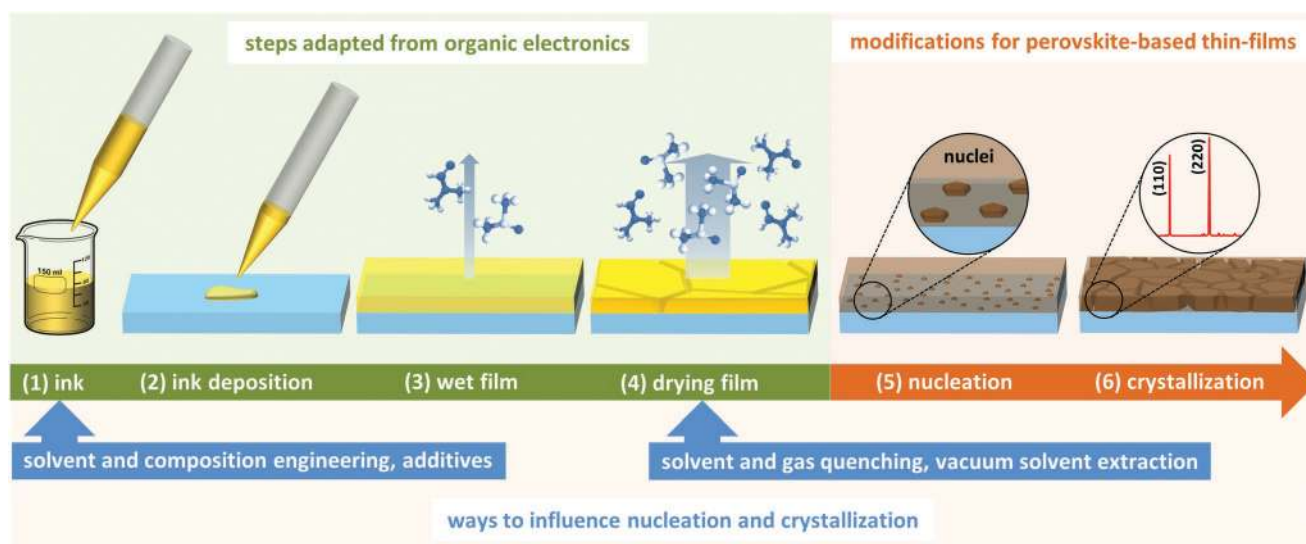 steps adapted from organic electronics
modifications for perovskite-based thin-films
150 ml
nuclei
(110)
(220)
(1) ink
(2) ink deposition
(3) wet film
(4) drying film
(5) nucleation
(6) crystallization
solvent and composition engineering, additives
solvent and gas quenching, vacuum solvent extraction
ways to influence nucleation and crystallization